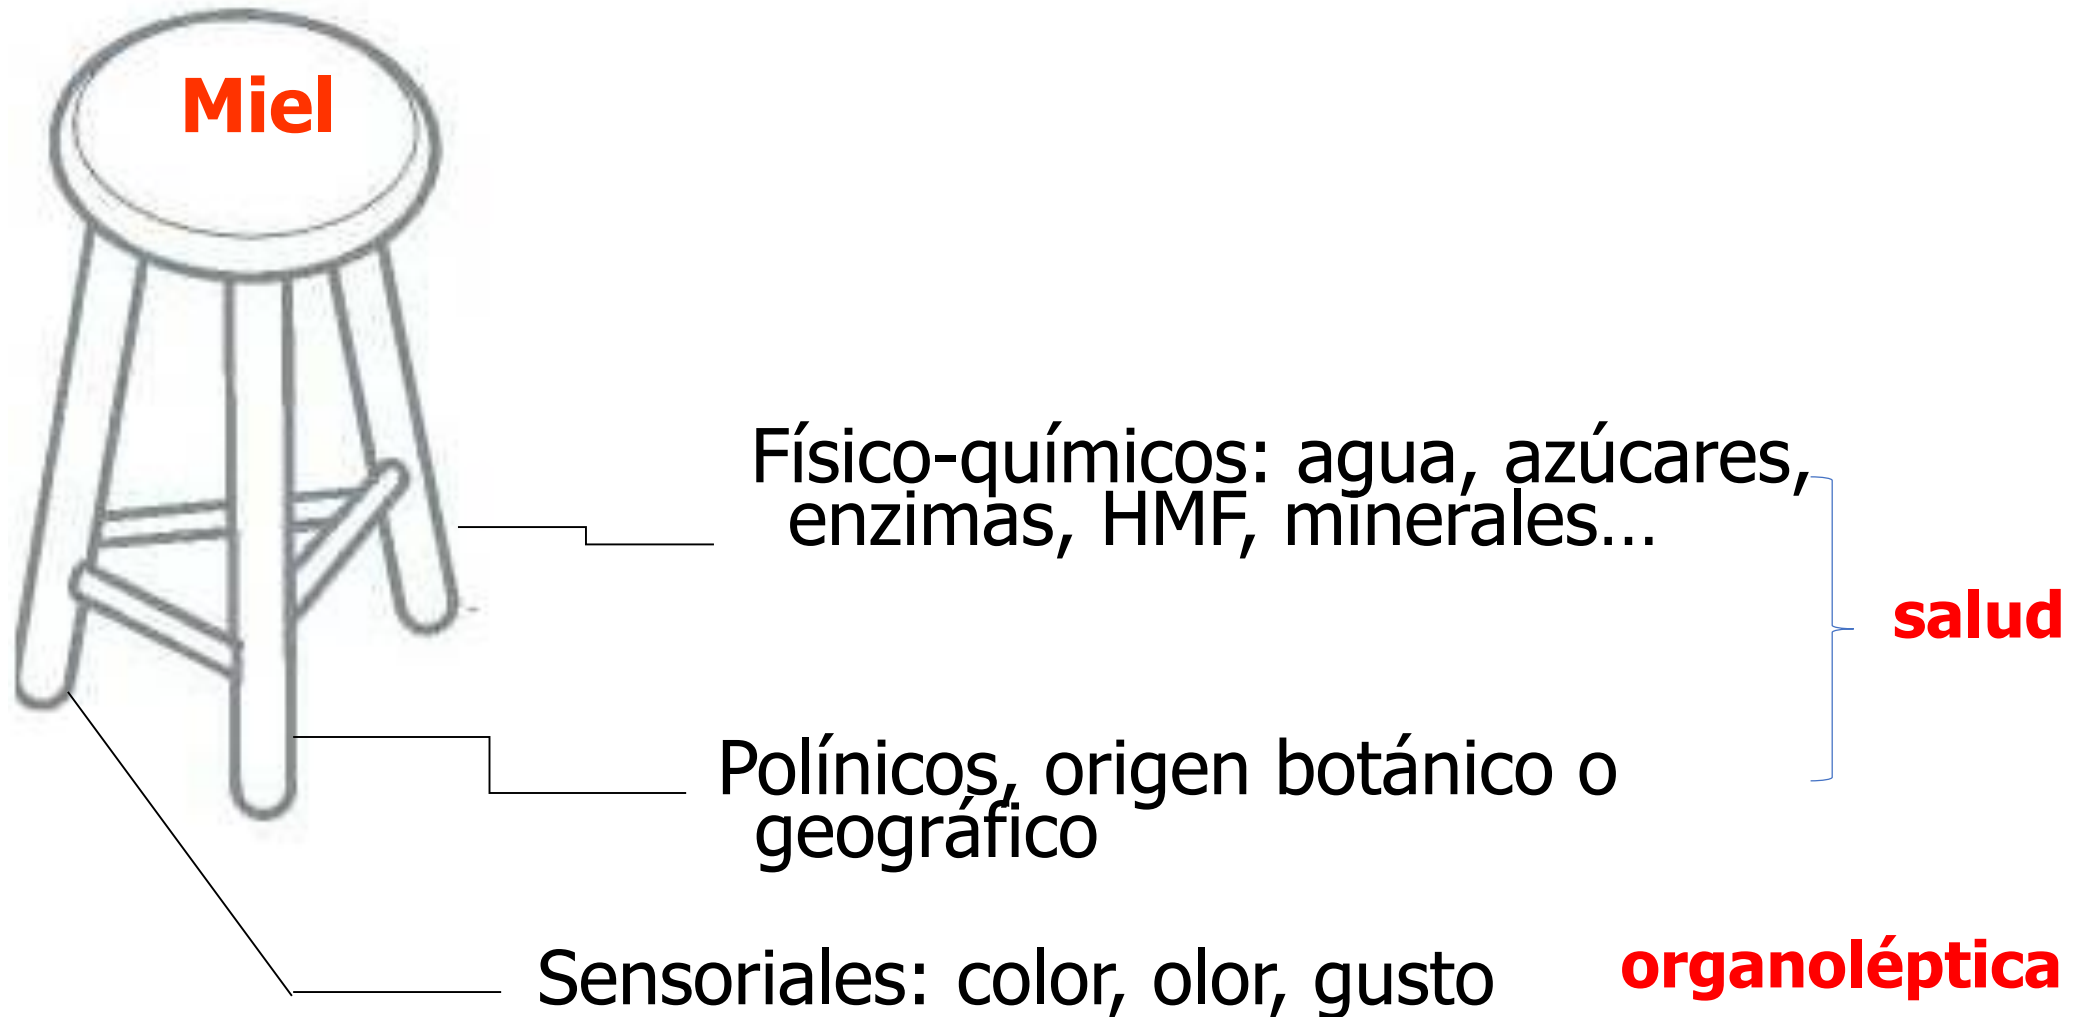 Miel
Físico-químicos: agua, azúcares,
enzimas, HMF, minerales...
salud
Polínicos, origen botánico o
geográfico
Sensoriales: color, olor, gusto
organoléptica